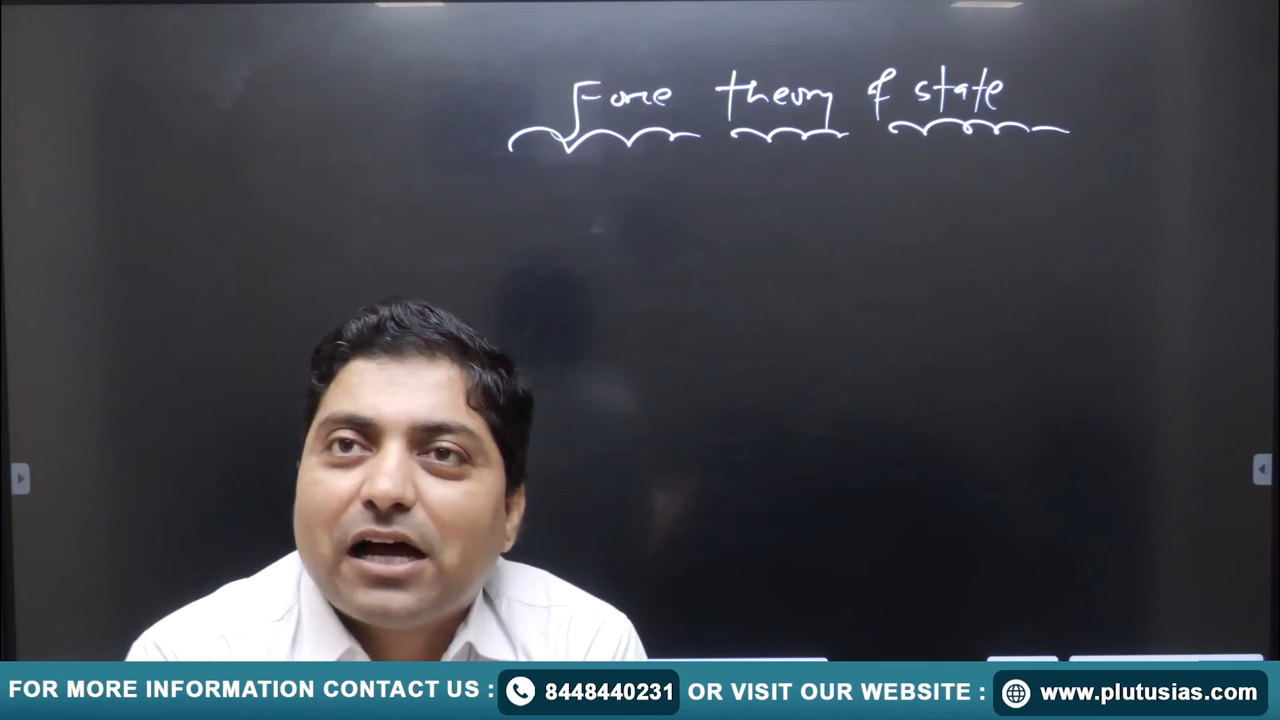 Force theory of state
FOR MORE INFORMATION CONTACT US : 8448440231 OR VISIT OUR WEBSITE : www.plutusias.com